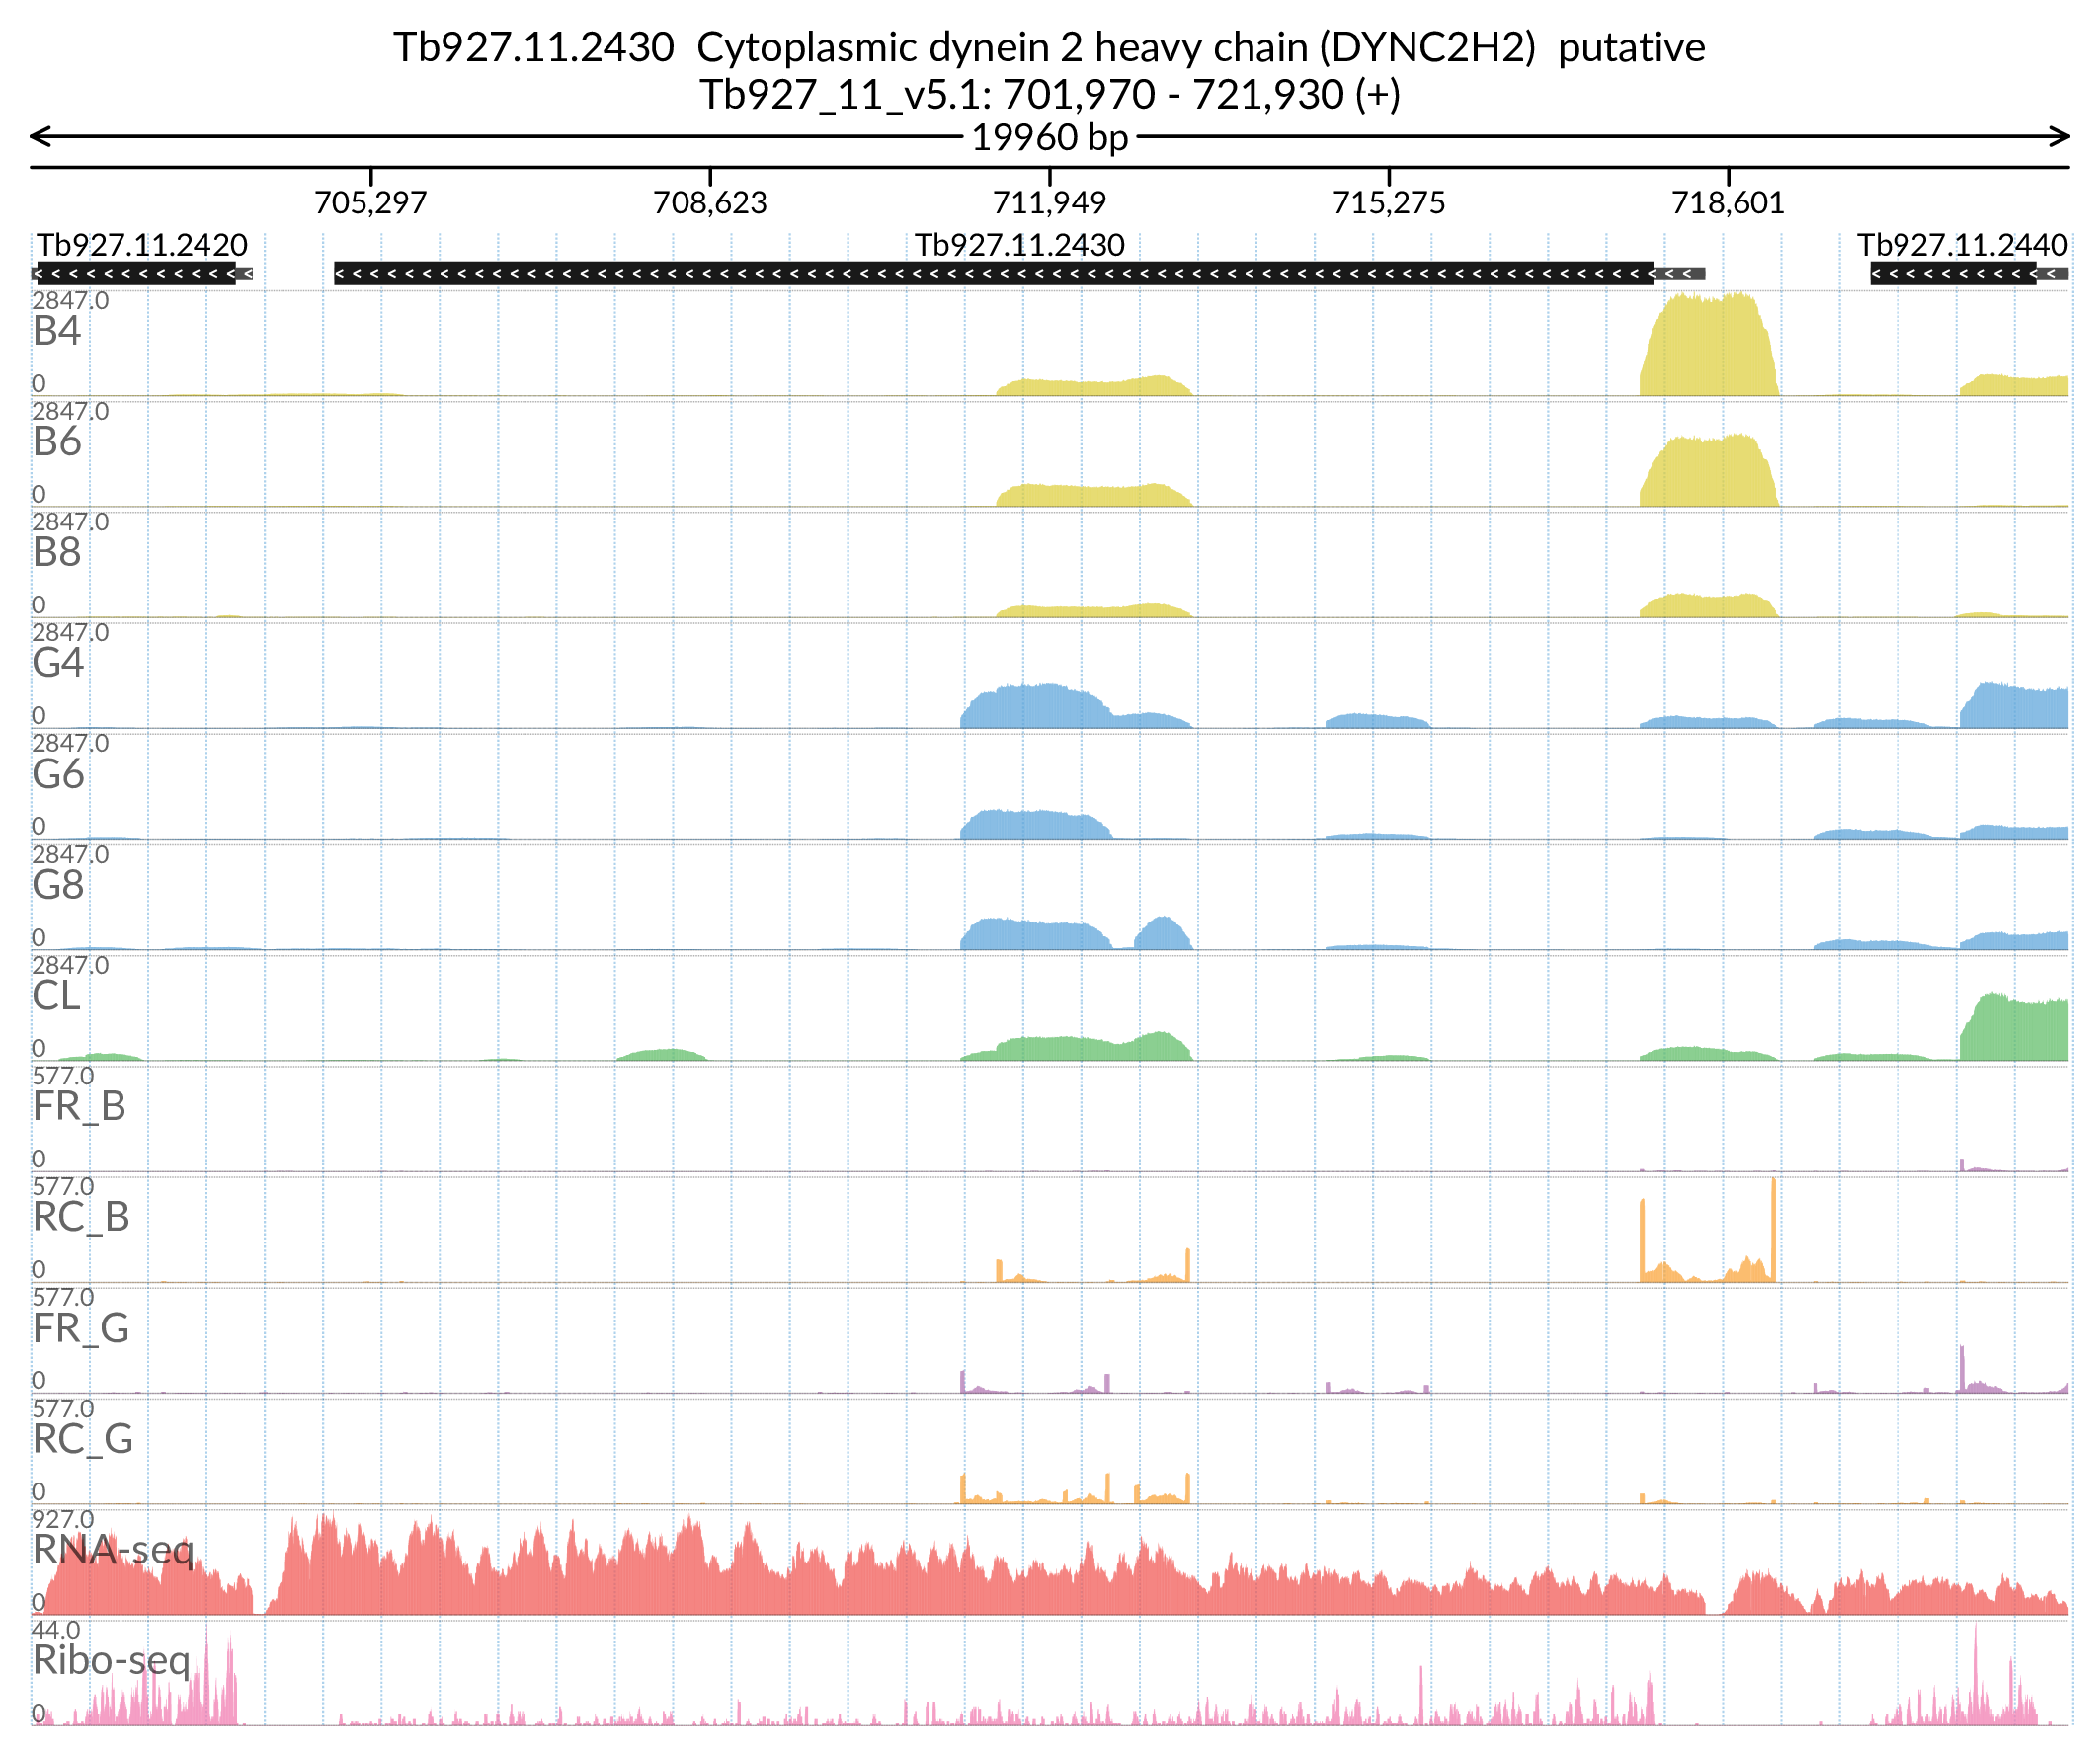 Tb927.11.2430  Cytoplasmic dynein 2 heavy chain (DYNC2H2)  putative
Tb927_11_v5.1: 701,970 - 721,930 (+)
19960 bp
705,297 708,623 711,949 715,275 718,601
Tb927.11.2420 Tb927.11.2430 Tb927.11.2440
2847.0
B4
0
2847.0
B6
0
2847.0
B8
0
2847.0
G4
0
2847.0
G6
0
2847.0
G8
0
2847.0
CL
0
577.0
FR_B
0
577.0
RC_B
0
577.0
FR_G
0
577.0
RC_G
0
927.0
RNA-seq
0
44.0
Ribo-seq
0